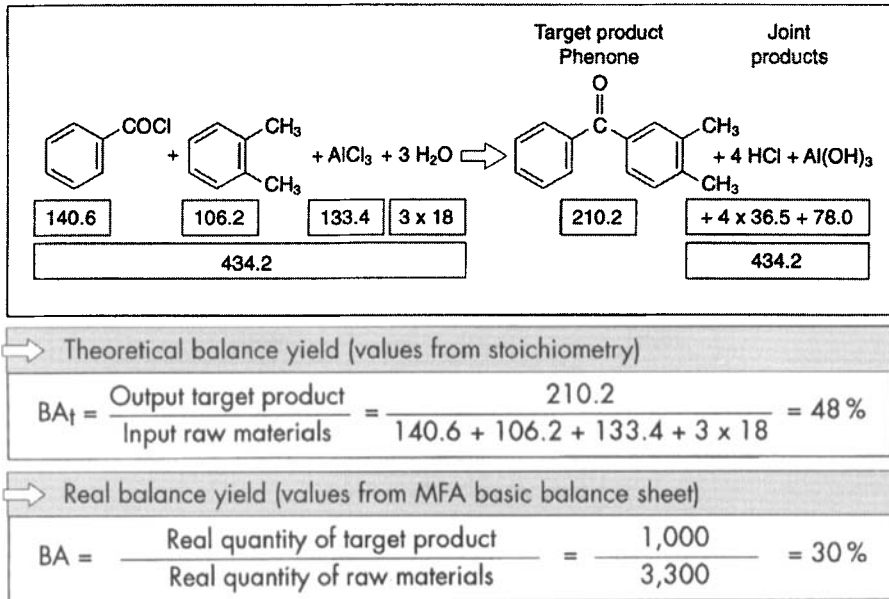 Target product Joint
Phenone products
O
COCl CH₃ C CH₃
+ + AlCl₃ + 3 H₂O + 4 HCl + Al(OH)₃
CH₃ CH₃
140.6 106.2 133.4 3 x 18 210.2 + 4 x 36.5 + 78.0
434.2 434.2
Theoretical balance yield (values from stoichiometry)
BAt = Output target product / Input raw materials = 210.2 / 140.6 + 106.2 + 133.4 + 3 x 18 = 48 %
Real balance yield (values from MFA basic balance sheet)
BA = Real quantity of target product / Real quantity of raw materials = 1,000 / 3,300 = 30 %